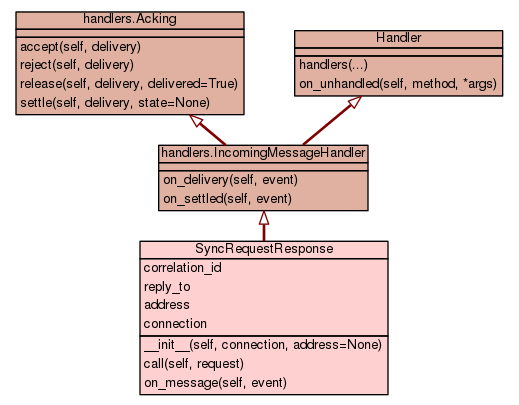 handlers.Acking
accept(self, delivery)
reject(self, delivery)
release(self, delivery, delivered=True)
settle(self, delivery, state=None)
Handler
handlers(...)
on_unhandled(self, method, *args)
handlers.IncomingMessageHandler
on_delivery(self, event)
on_settled(self, event)
SyncRequestResponse
correlation_id
reply_to
address
connection
__init__(self, connection, address=None)
call(self, request)
on_message(self, event)